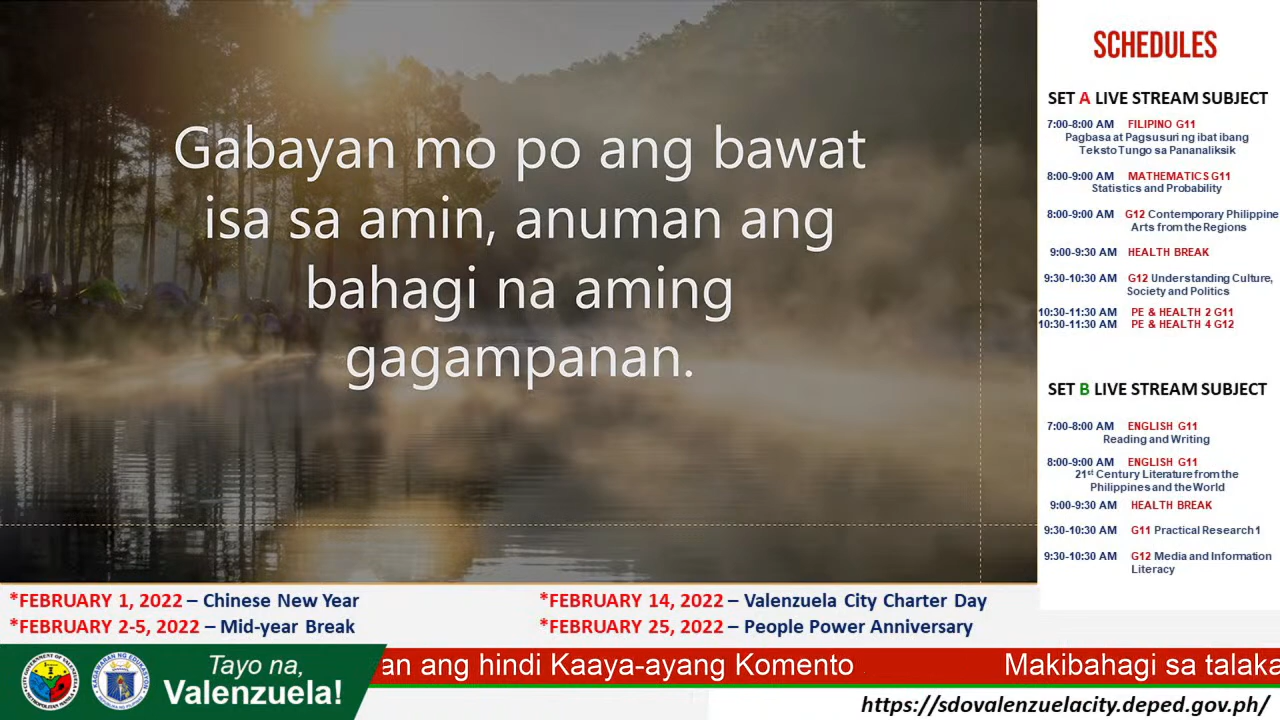 Gabayan mo po ang bawat
isa sa amin, anuman ang
bahagi na aming
gagampanan.
SCHEDULES
SET A LIVE STREAM SUBJECT
7:00-8:00 AM FILIPINO G11
Pagbasa at Pagsusuri ng ibat ibang
Teksto Tungo sa Pananaliksik
8:00-9:00 AM MATHEMATICS G11
Statistics and Probability
8:00-9:00 AM G12 Contemporary Philippine
Arts from the Regions
9:00-9:30 AM HEALTH BREAK
9:30-10:30 AM G12 Understanding Culture,
Society and Politics
10:30-11:30 AM PE & HEALTH 2 G11
10:30-11:30 AM PE & HEALTH 4 G12
SET B LIVE STREAM SUBJECT
7:00-8:00 AM ENGLISH G11
Reading and Writing
8:00-9:00 AM ENGLISH G11
21st Century Literature from the
Philippines and the World
9:00-9:30 AM HEALTH BREAK
9:30-10:30 AM G11 Practical Research 1
9:30-10:30 AM G12 Media and Information
Literacy
*FEBRUARY 1, 2022 – Chinese New Year
*FEBRUARY 2-5, 2022 – Mid-year Break
*FEBRUARY 14, 2022 – Valenzuela City Charter Day
*FEBRUARY 25, 2022 – People Power Anniversary
Tayo na,
Valenzuela!
an ang hindi Kaaya-ayang Komento Makibahagi sa talaka
https://sdovalenzuelacity.deped.gov.ph/